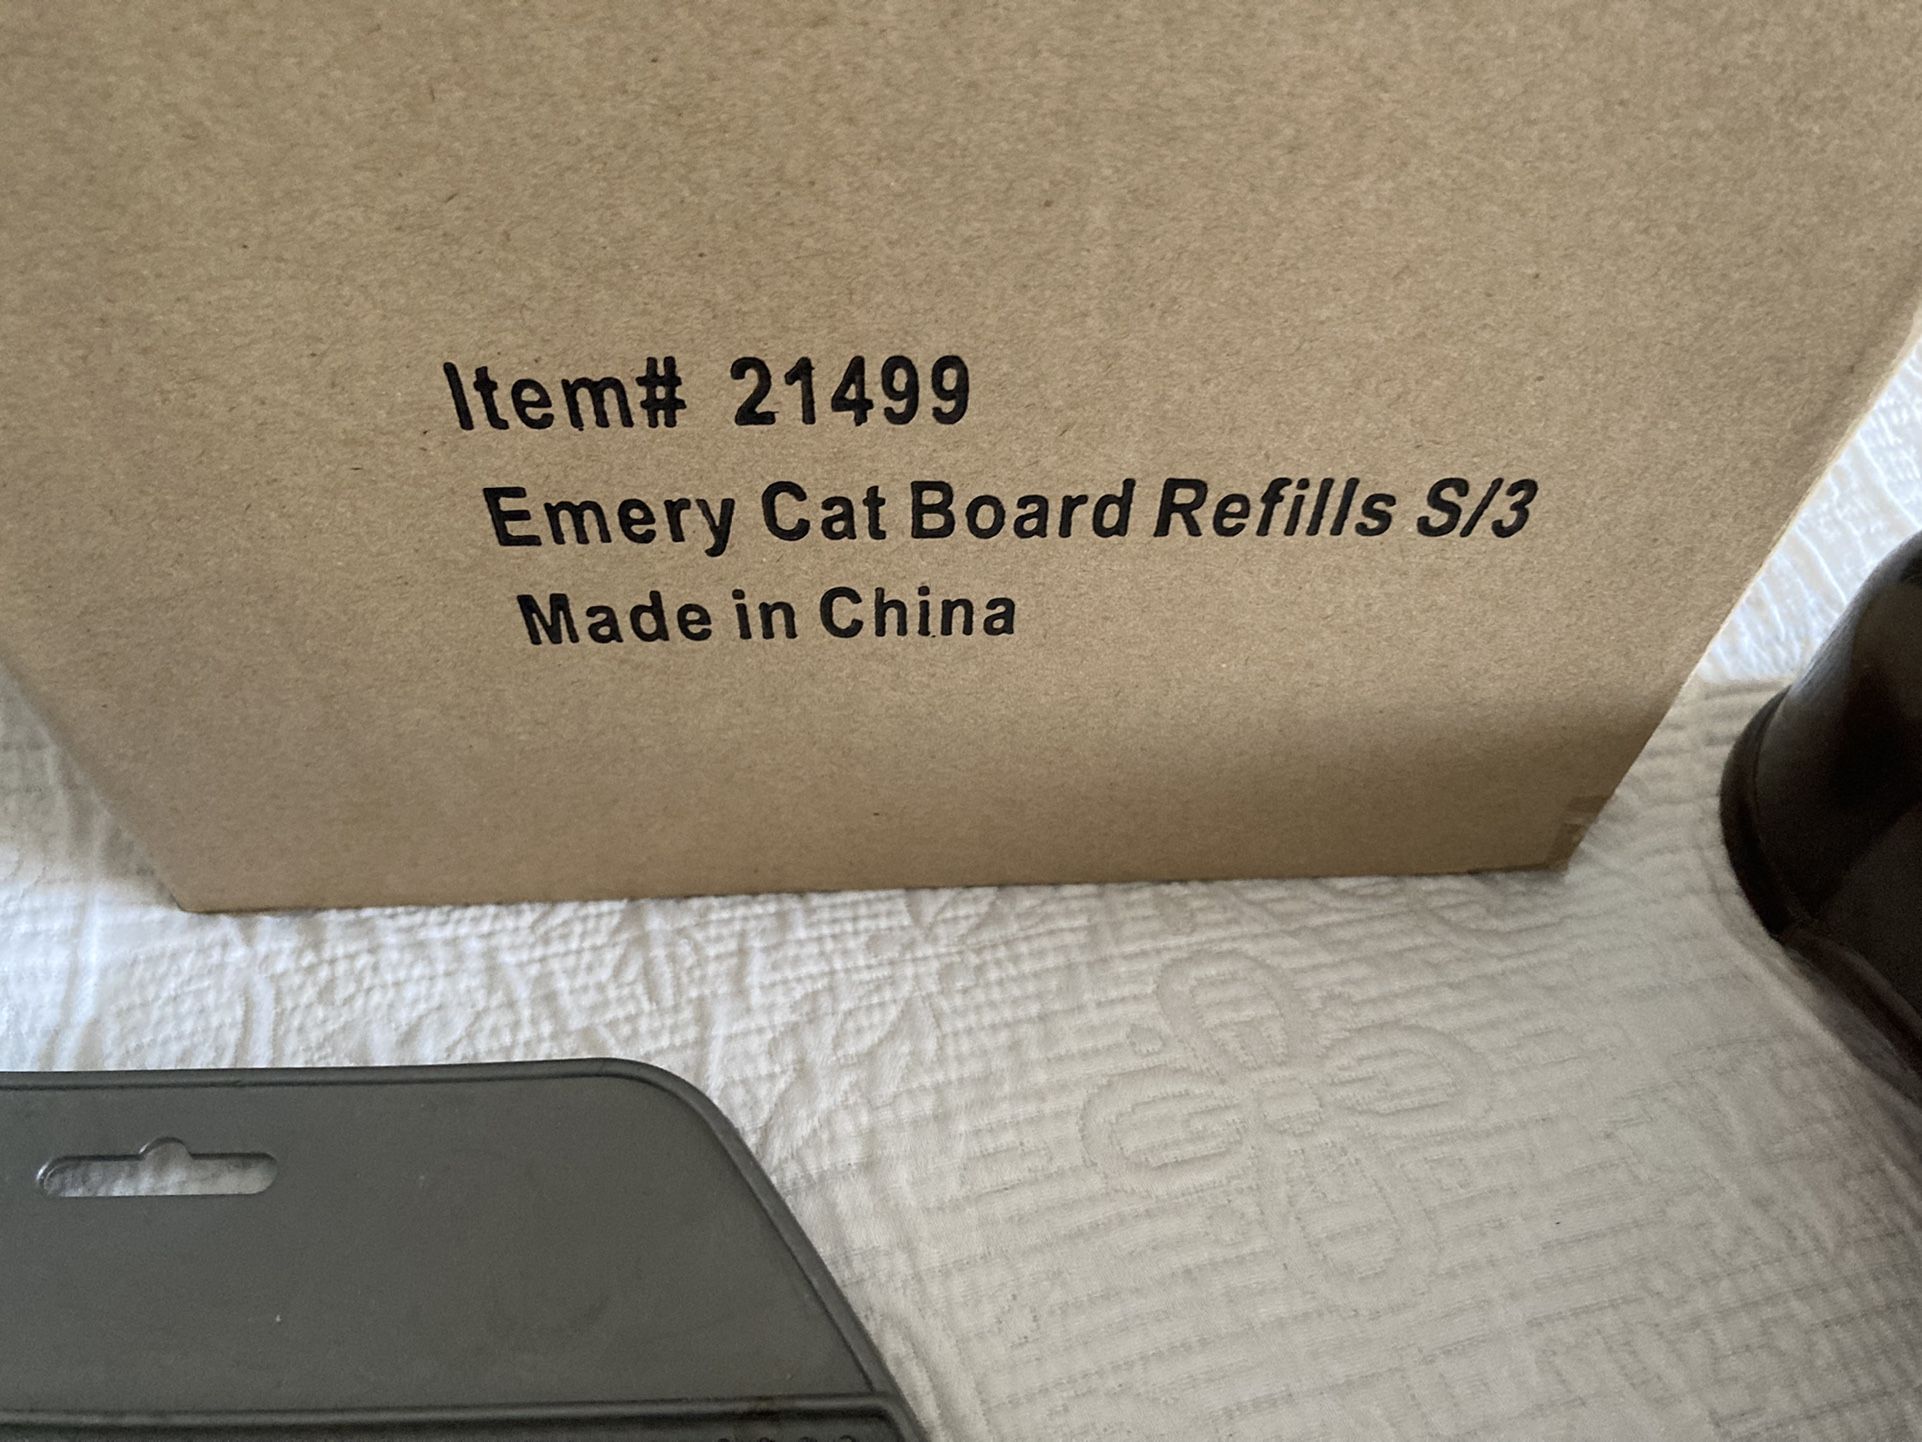 Item# 21499
Emery Cat Board Refills S/3
Made in China